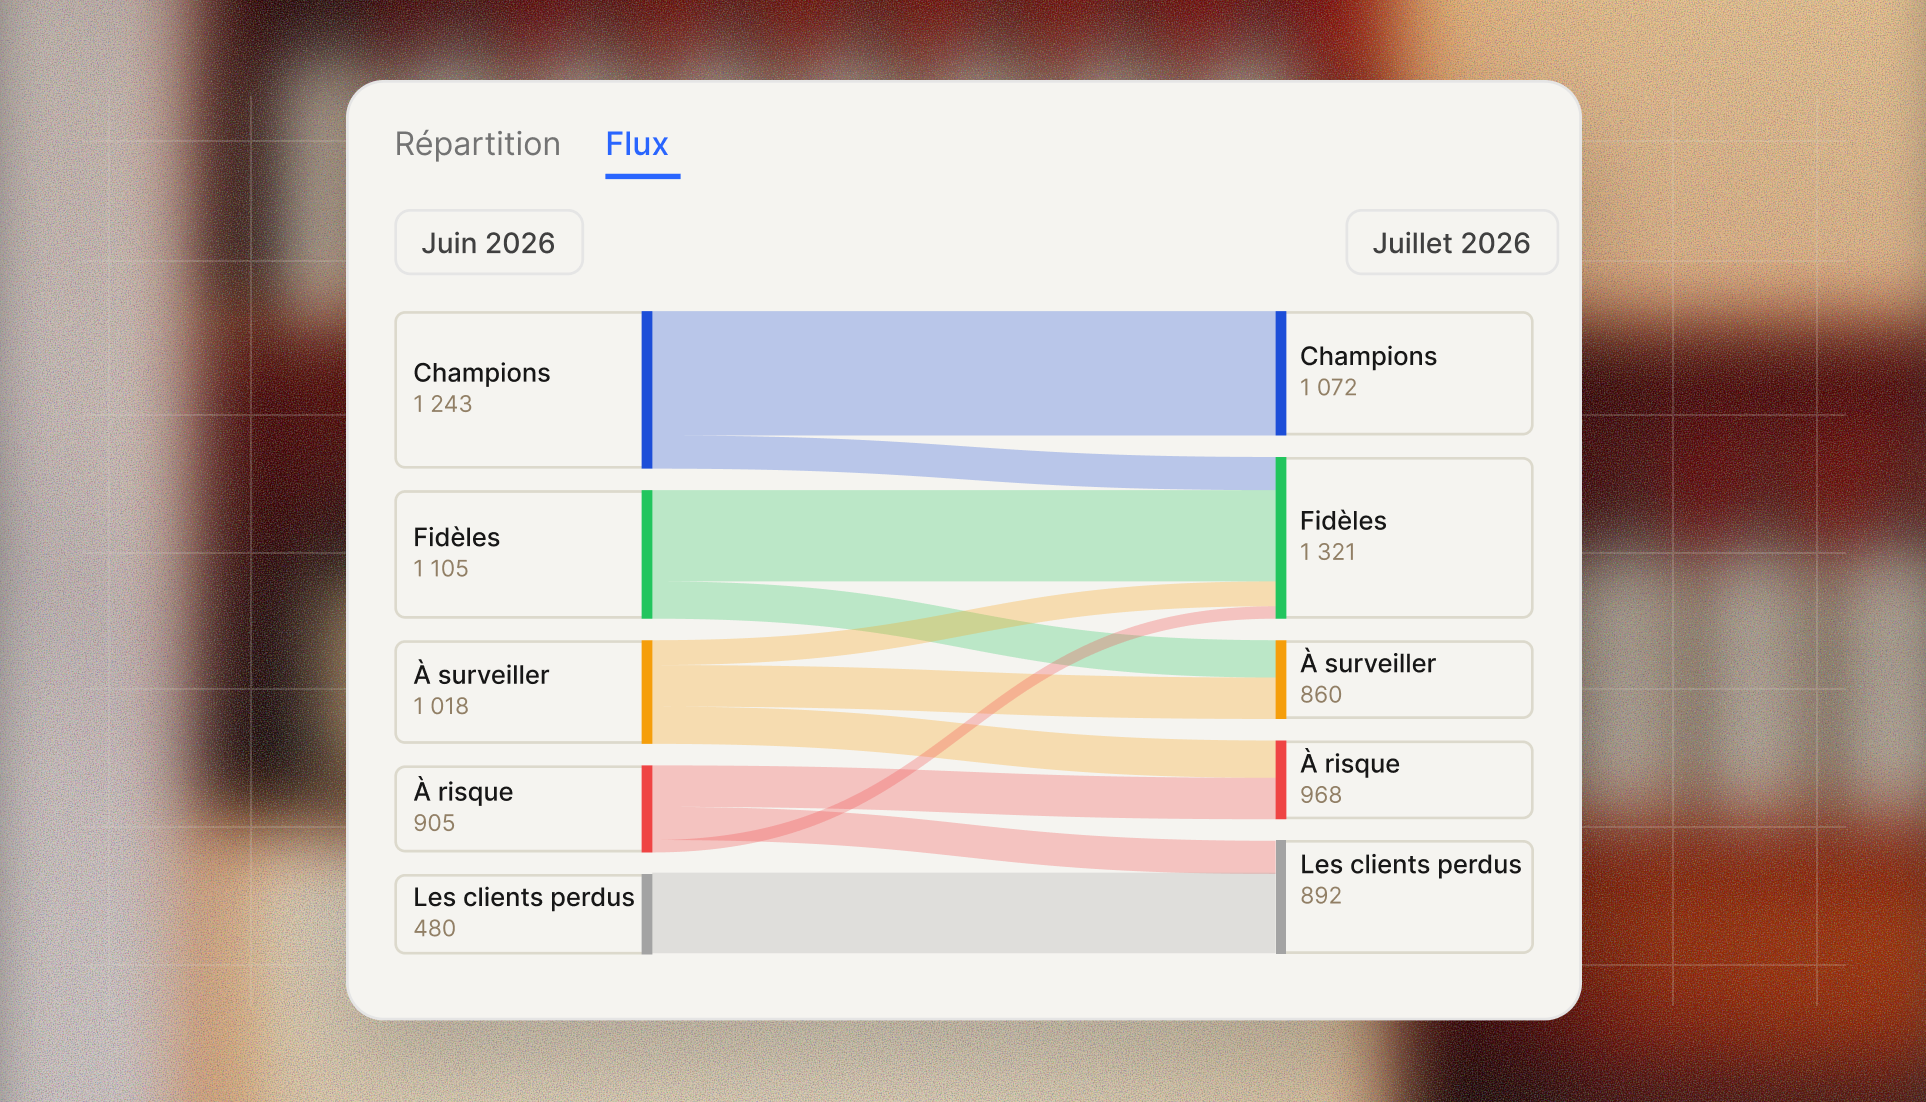 Répartition
Flux
Juin 2026
Juillet 2026
Champions
1 243
Fidèles
1 105
À surveiller
1 018
À risque
905
Les clients perdus
480
Champions
1 072
Fidèles
1 321
À surveiller
860
À risque
968
Les clients perdus
892